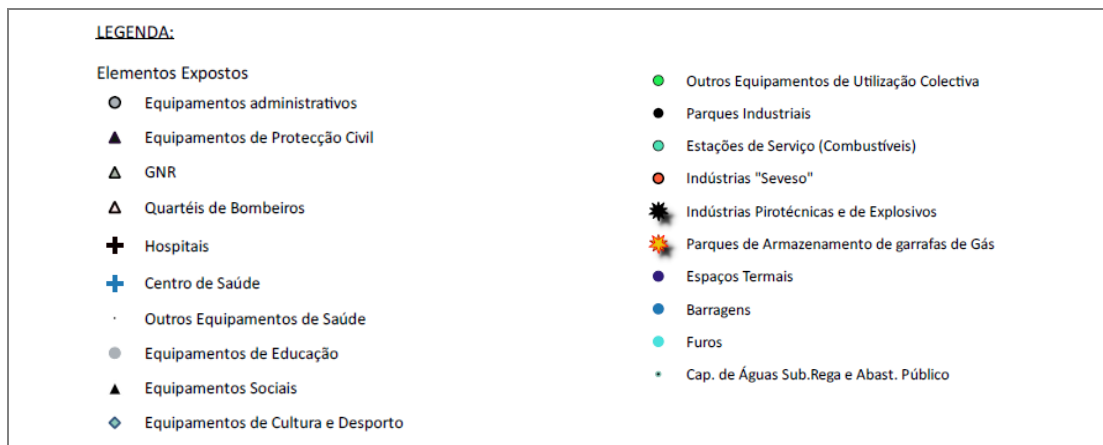 LEGENDA:
Elementos Expostos
Equipamentos administrativos
Equipamentos de Protecção Civil
GNR
Quartéis de Bombeiros
Hospitais
Centro de Saúde
Outros Equipamentos de Saúde
Equipamentos de Educação
Equipamentos Sociais
Equipamentos de Cultura e Desporto
Outros Equipamentos de Utilização Colectiva
Parques Industriais
Estações de Serviço (Combustíveis)
Indústrias "Seveso"
Indústrias Pirotécnicas e de Explosivos
Parques de Armazenamento de garrafas de Gás
Espaços Termais
Barragens
Furos
Cap. de Águas Sub.Rega e Abast. Público